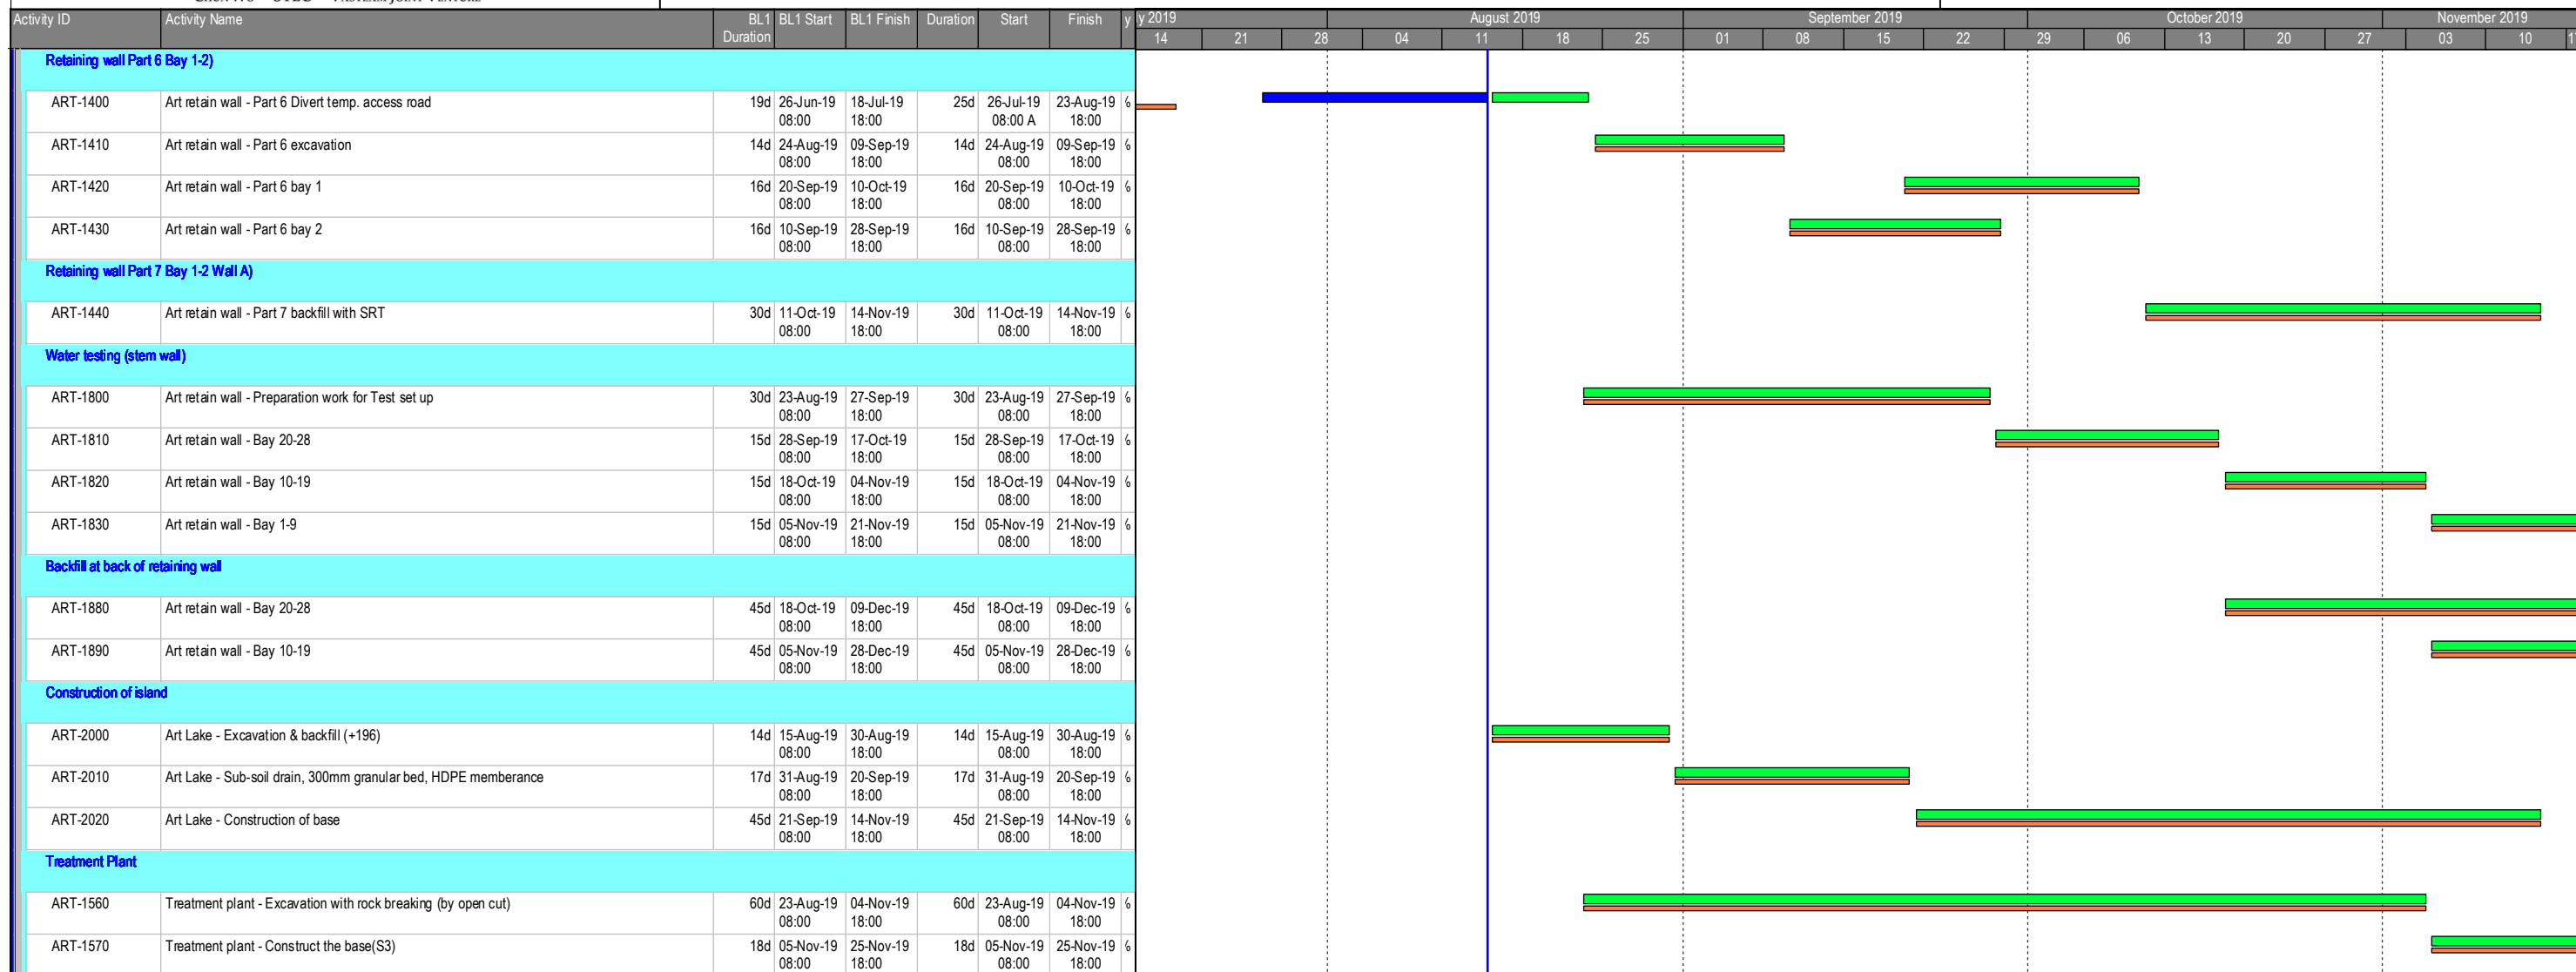 Activity ID Activity Name BL1 Duration BL1 Start BL1 Finish Duration Start Finish y y 2019 August 2019 September 2019 October 2019 November 2019
14 21 28 04 11 18 25 01 08 15 22 29 06 13 20 27 03 10 17
Retaining wall Part 6 Bay 1-2)
ART-1400 Art retain wall - Part 6 Divert temp. access road 19d 26-Jun-19 18-Jul-19 25d 26-Jul-19 23-Aug-19
08:00 18:00 08:00 A 18:00
ART-1410 Art retain wall - Part 6 excavation 14d 24-Aug-19 09-Sep-19 14d 24-Aug-19 09-Sep-19
08:00 18:00 08:00 18:00
ART-1420 Art retain wall - Part 6 bay 1 16d 20-Sep-19 10-Oct-19 16d 20-Sep-19 10-Oct-19
08:00 18:00 08:00 18:00
ART-1430 Art retain wall - Part 6 bay 2 16d 10-Sep-19 28-Sep-19 16d 10-Sep-19 28-Sep-19
08:00 18:00 08:00 18:00
Retaining wall Part 7 Bay 1-2 Wall A)
ART-1440 Art retain wall - Part 7 backfill with SRT 30d 11-Oct-19 14-Nov-19 30d 11-Oct-19 14-Nov-19
08:00 18:00 08:00 18:00
Water testing (stem wall)
ART-1800 Art retain wall - Preparation work for Test set up 30d 23-Aug-19 27-Sep-19 30d 23-Aug-19 27-Sep-19
08:00 18:00 08:00 18:00
ART-1810 Art retain wall - Bay 20-28 15d 28-Sep-19 17-Oct-19 15d 28-Sep-19 17-Oct-19
08:00 18:00 08:00 18:00
ART-1820 Art retain wall - Bay 10-19 15d 18-Oct-19 04-Nov-19 15d 18-Oct-19 04-Nov-19
08:00 18:00 08:00 18:00
ART-1830 Art retain wall - Bay 1-9 15d 05-Nov-19 21-Nov-19 15d 05-Nov-19 21-Nov-19
08:00 18:00 08:00 18:00
Backfill at back of retaining wall
ART-1880 Art retain wall - Bay 20-28 45d 18-Oct-19 09-Dec-19 45d 18-Oct-19 09-Dec-19
08:00 18:00 08:00 18:00
ART-1890 Art retain wall - Bay 10-19 45d 05-Nov-19 28-Dec-19 45d 05-Nov-19 28-Dec-19
08:00 18:00 08:00 18:00
Construction of island
ART-2000 Art Lake - Excavation & backfill (+196) 14d 15-Aug-19 30-Aug-19 14d 15-Aug-19 30-Aug-19
08:00 18:00 08:00 18:00
ART-2010 Art Lake - Sub-soil drain, 300mm granular bed, HDPE memberance 17d 31-Aug-19 20-Sep-19 17d 31-Aug-19 20-Sep-19
08:00 18:00 08:00 18:00
ART-2020 Art Lake - Construction of base 45d 21-Sep-19 14-Nov-19 45d 21-Sep-19 14-Nov-19
08:00 18:00 08:00 18:00
Treatment Plant
ART-1560 Treatment plant - Excavation with rock breaking (by open cut) 60d 23-Aug-19 04-Nov-19 60d 23-Aug-19 04-Nov-19
08:00 18:00 08:00 18:00
ART-1570 Treatment plant - Construct the base(S3) 18d 05-Nov-19 25-Nov-19 18d 05-Nov-19 25-Nov-19
08:00 18:00 08:00 18:00